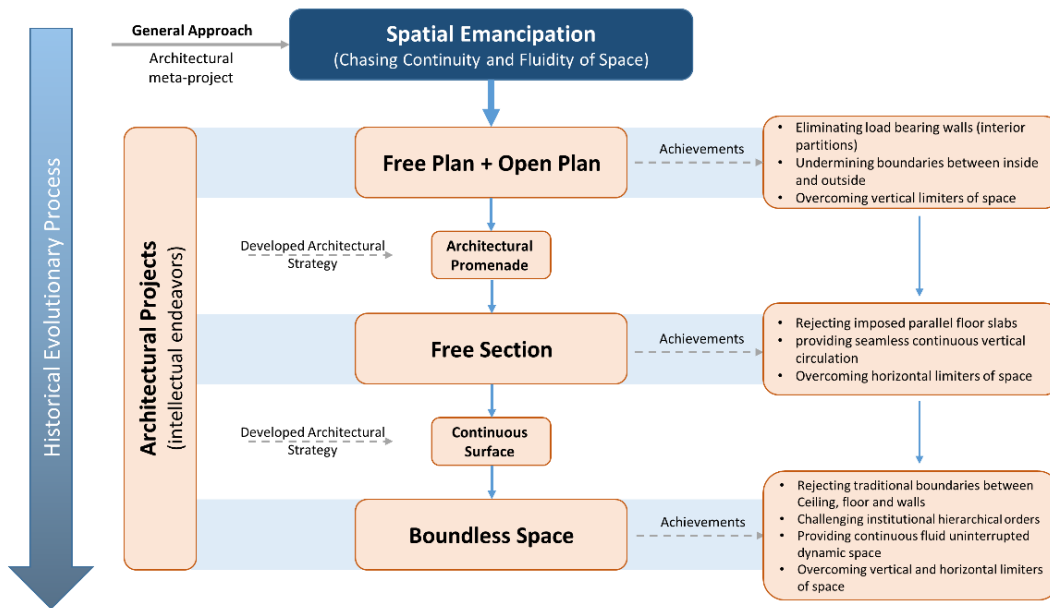 General Approach
Architectural
meta-project
Spatial Emancipation
(Chasing Continuity and Fluidity of Space)
Historical Evolutionary Process
Architectural Projects
(intellectual endeavors)
Free Plan + Open Plan
Achievements
• Eliminating load bearing walls (interior
partitions)
• Undermining boundaries between inside
and outside
• Overcoming vertical limiters of space
Developed Architectural
Strategy
Architectural
Promenade
Free Section
Achievements
• Rejecting imposed parallel floor slabs
• providing seamless continuous vertical
circulation
• Overcoming horizontal limiters of space
Developed Architectural
Strategy
Continuous
Surface
Boundless Space
Achievements
• Rejecting traditional boundaries between
Ceiling, floor and walls
• Challenging institutional hierarchical orders
• Providing continuous fluid uninterrupted
dynamic space
• Overcoming vertical and horizontal limiters
of space